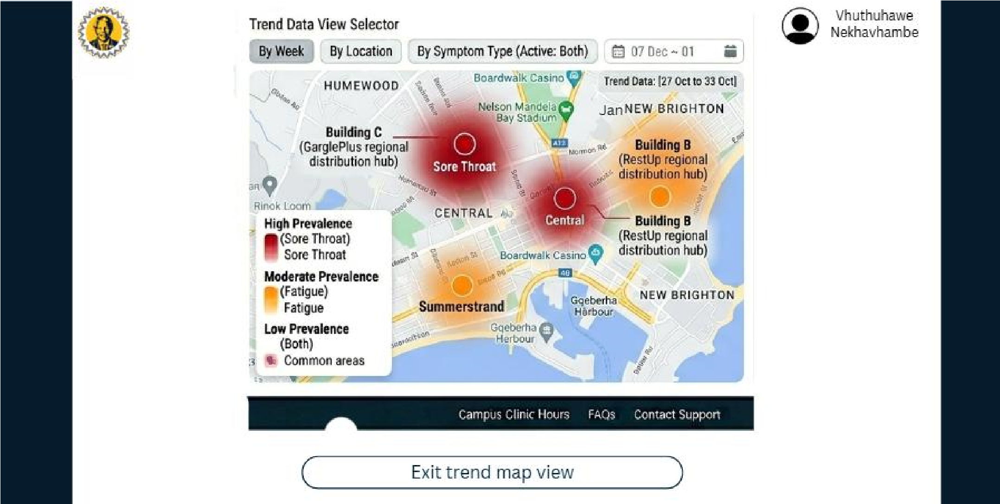 Vhuthuhawe
Nekhavhambe
Trend Data View Selector
By Week
By Location
By Symptom Type (Active: Both)
07 Dec ~ 01
Trend Data: [27 Oct to 33 Oct]
HUMEWOOD
Boardwalk Casino
Nelson Mandela
Bay Stadium
JanNEW BRIGHTON
Building C
(GarglePlus regional
distribution hub)
Sore Throat
A13
Mormon Rd
Building B
(RestUp regional
distribution hub)
Rinok Loom
CENTRAL
Central
Building B
(RestUp regional
distribution hub)
High Prevalence
(Sore Throat)
Sore Throat
Moderate Prevalence
(Fatigue)
Fatigue
Low Prevalence
(Both)
Common areas
Boardwalk Casino
46
Summerstrand
Gqeberha
Harbour
NEW BRIGHTON
Gqeberha
Herbour
Campus Clinic Hours
FAQs
Contact Support
Exit trend map view